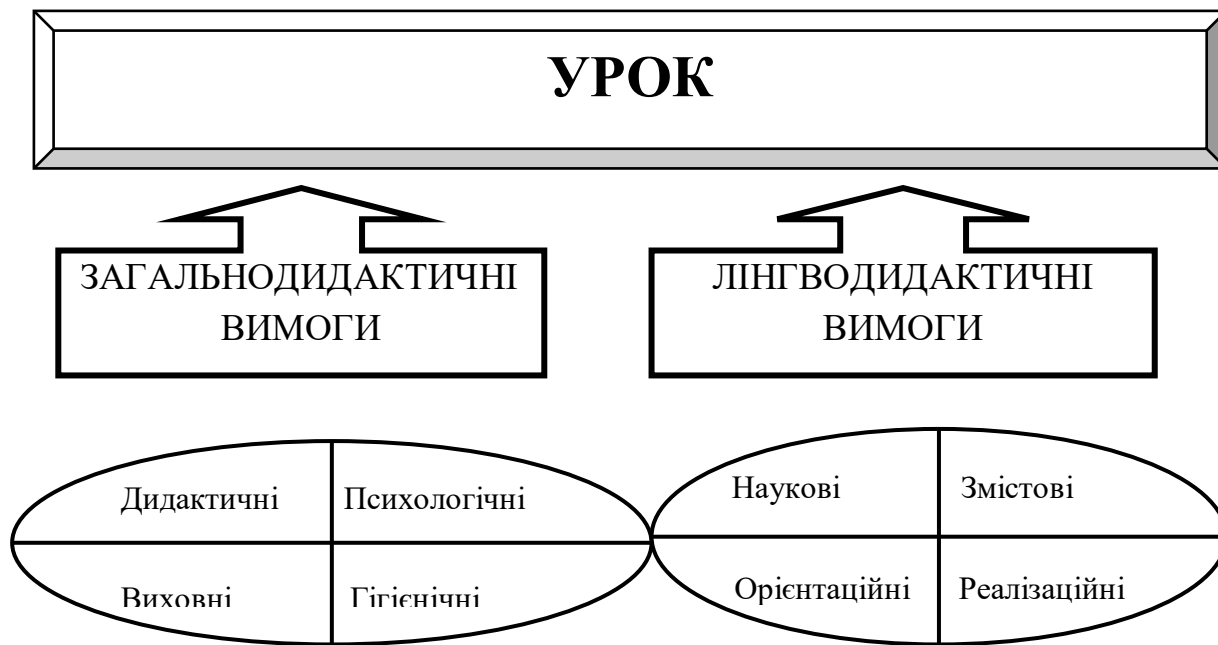 УРОК
ЗАГАЛЬНОДИДАКТИЧНІ
ВИМОГИ
ЛІНГВОДИДАКТИЧНІ
ВИМОГИ
Дидактичні
Психологічні
Виховні
Гігієнічні
Наукові
Змістові
Орієнтаційні
Реалізаційні